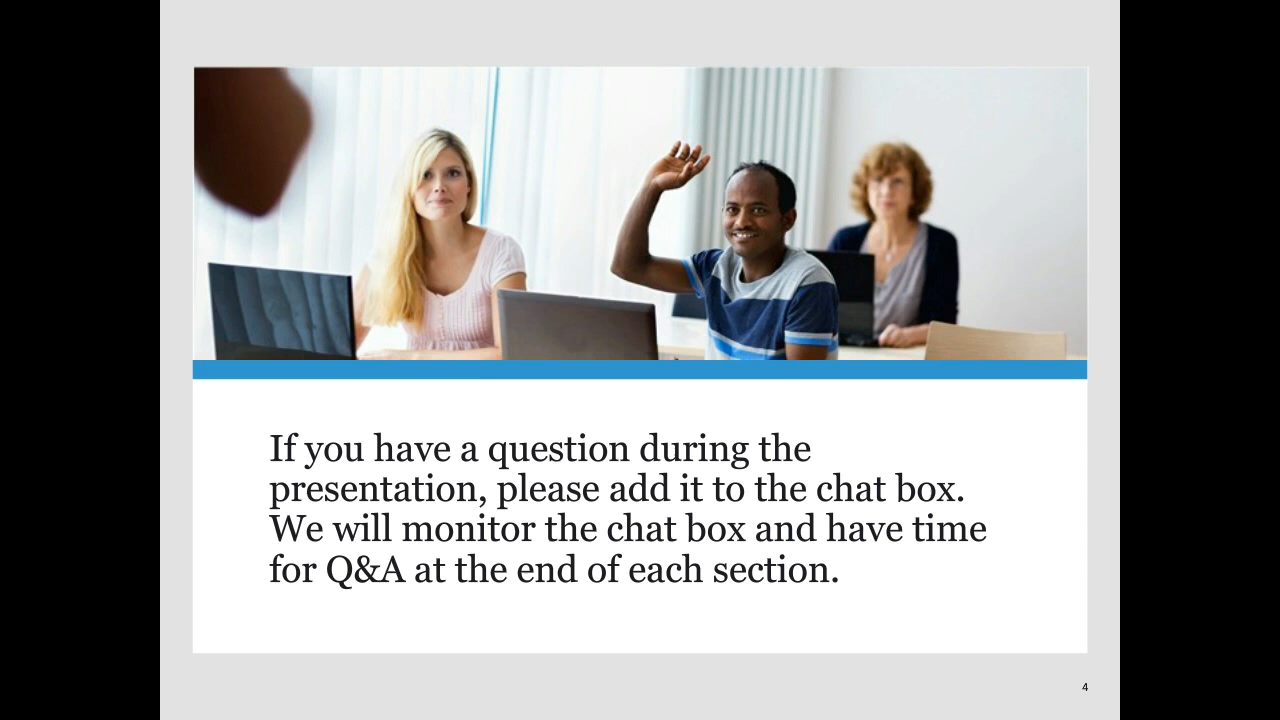 If you have a question during the
presentation, please add it to the chat box.
We will monitor the chat box and have time
for Q&A at the end of each section.
4